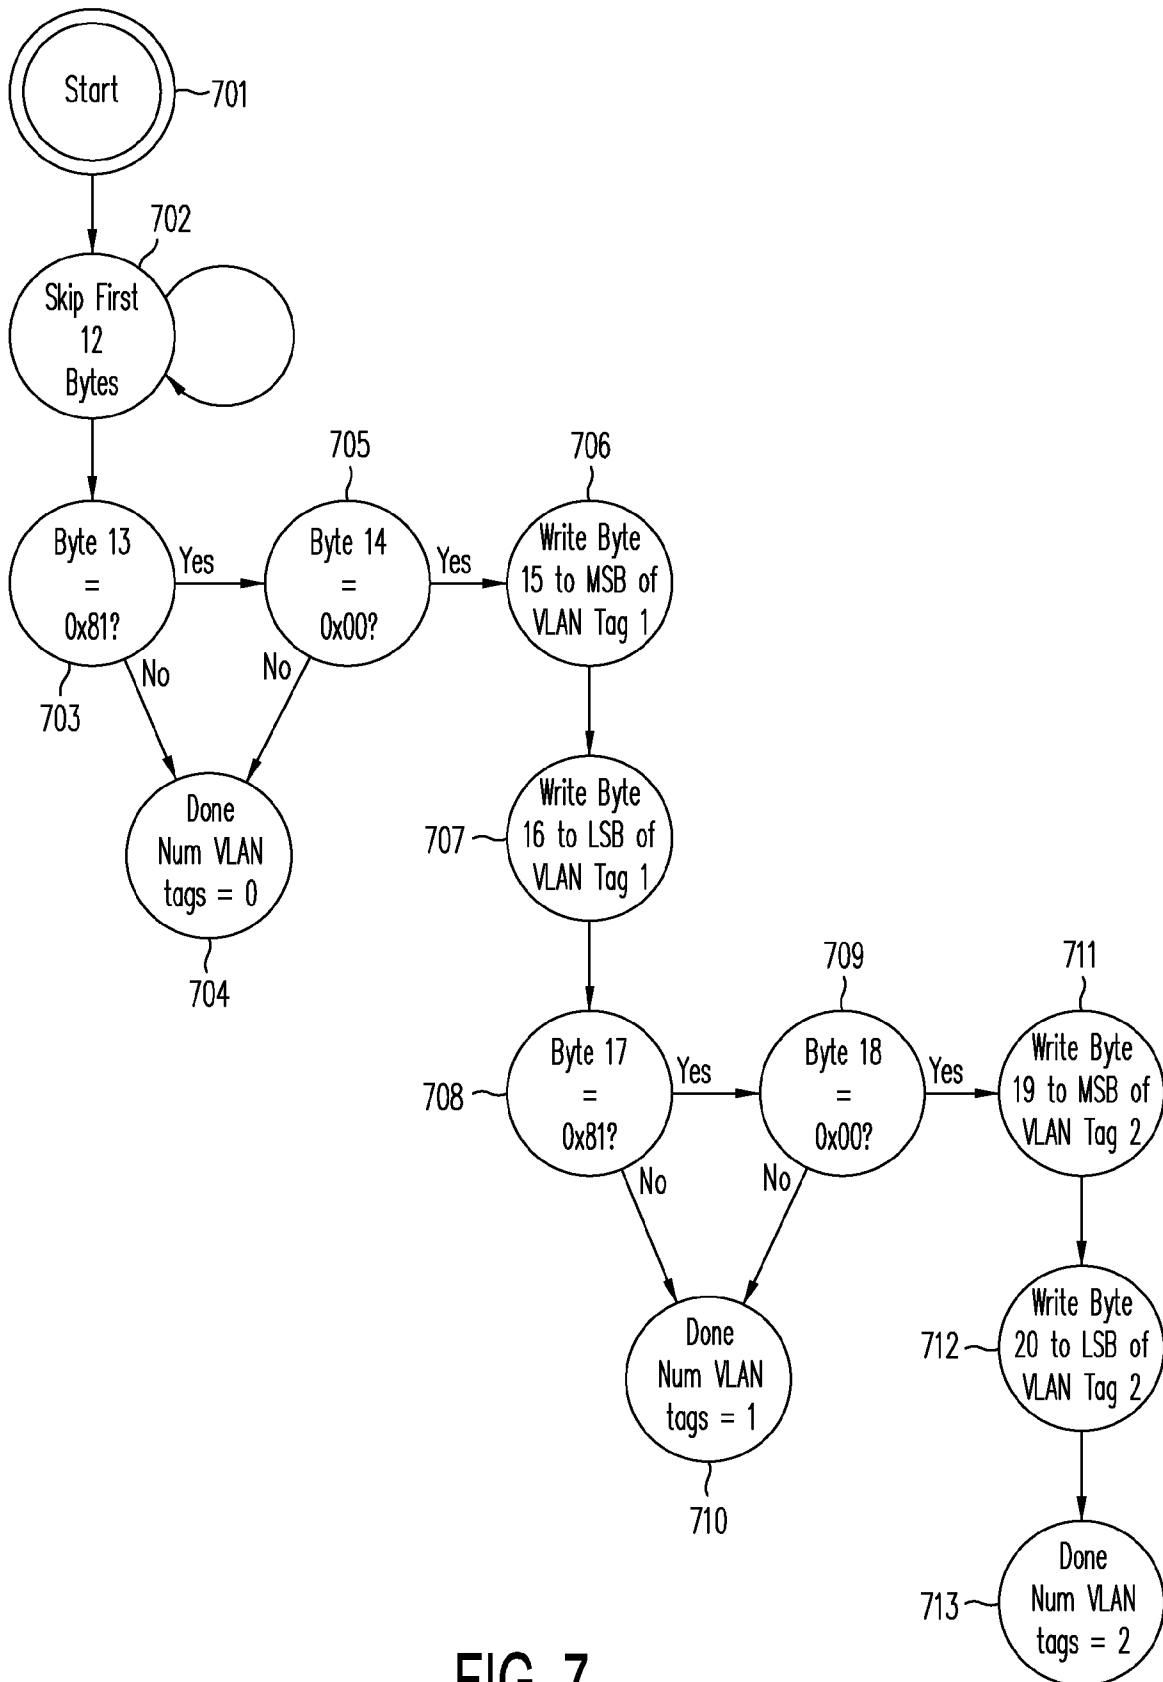 Start
701
702
Skip First
12
Bytes
705
706
Byte 13
=
0x81?
Yes
Byte 14
=
0x00?
Yes
Write Byte
15 to MSB of
VLAN Tag 1
No
No
703
Done
Num VLAN
tags = 0
704
707
Write Byte
16 to LSB of
VLAN Tag 1
709
711
708
Byte 17
=
0x81?
Yes
Byte 18
=
0x00?
Yes
Write Byte
19 to MSB of
VLAN Tag 2
No
No
Done
Num VLAN
tags = 1
710
712
Write Byte
20 to LSB of
VLAN Tag 2
713
Done
Num VLAN
tags = 2
FIG. 7